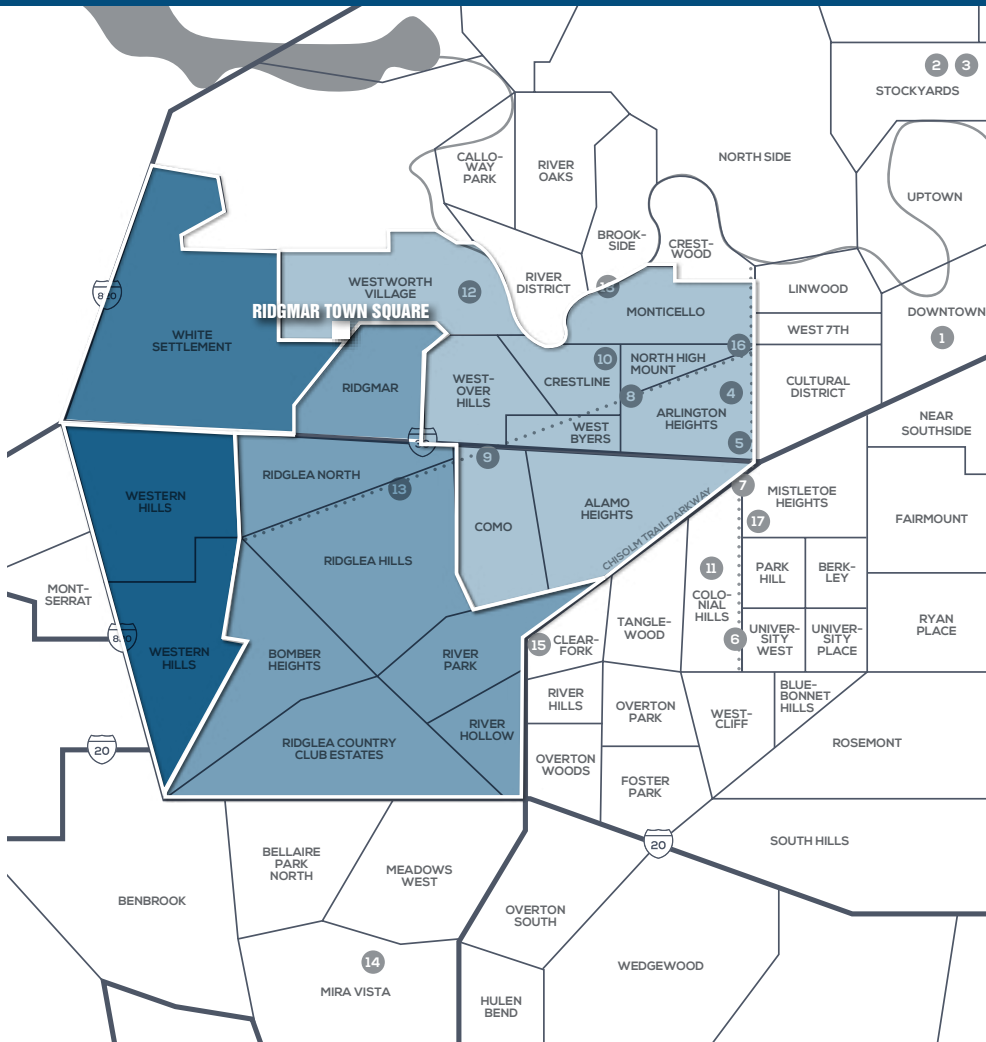 2 3
STOCKYARDS
NORTH SIDE
CALLO-
WAY
PARK
RIVER
OAKS
UPTOWN
BROOK-
SIDE
CREST-
WOOD
RIVER
DISTRICT
WESTWORTH
VILLAGE
12
LINWOOD
820
RIDGMAR TOWN SQUARE
MONTICELLO
DOWNTOWN
1
WEST 7TH
WHITE
SETTLEMENT
16
10
NORTH HIGH
MOUNT
RIDGMAR
WEST-
OVER
HILLS
CRESTLINE
CULTURAL
DISTRICT
8
4
ARLINGTON
HEIGHTS
WEST
BYERS
NEAR
SOUTHSIDE
5
9
RIDGLEA NORTH
13
7
MISTLETOE
HEIGHTS
WESTERN
HILLS
ALAMO
HEIGHTS
COMO
17
FAIRMOUNT
CHISOLM TRAIL PARKWAY
RIDGLEA HILLS
11
PARK
HILL
BERK-
LEY
MONT-
SERRAT
COLO-
NIAL
HILLS
RYAN
PLACE
TANGLE-
WOOD
820
15
CLEAR-
FORK
6
UNIVER-
SITY
WEST
UNIVER-
SITY
PLACE
WESTERN
HILLS
BOMBER
HEIGHTS
RIVER
PARK
RIVER
HILLS
OVERTON
PARK
BLUE-
BONNET
HILLS
WEST-
CLIFF
RIVER
HOLLOW
20
RIDGLEA COUNTRY
CLUB ESTATES
ROSEMONT
OVERTON
WOODS
FOSTER
PARK
20
SOUTH HILLS
BELLAIRE
PARK
NORTH
MEADOWS
WEST
BENBROOK
OVERTON
SOUTH
14
MIRA VISTA
WEDGEWOOD
HULEN
BEND